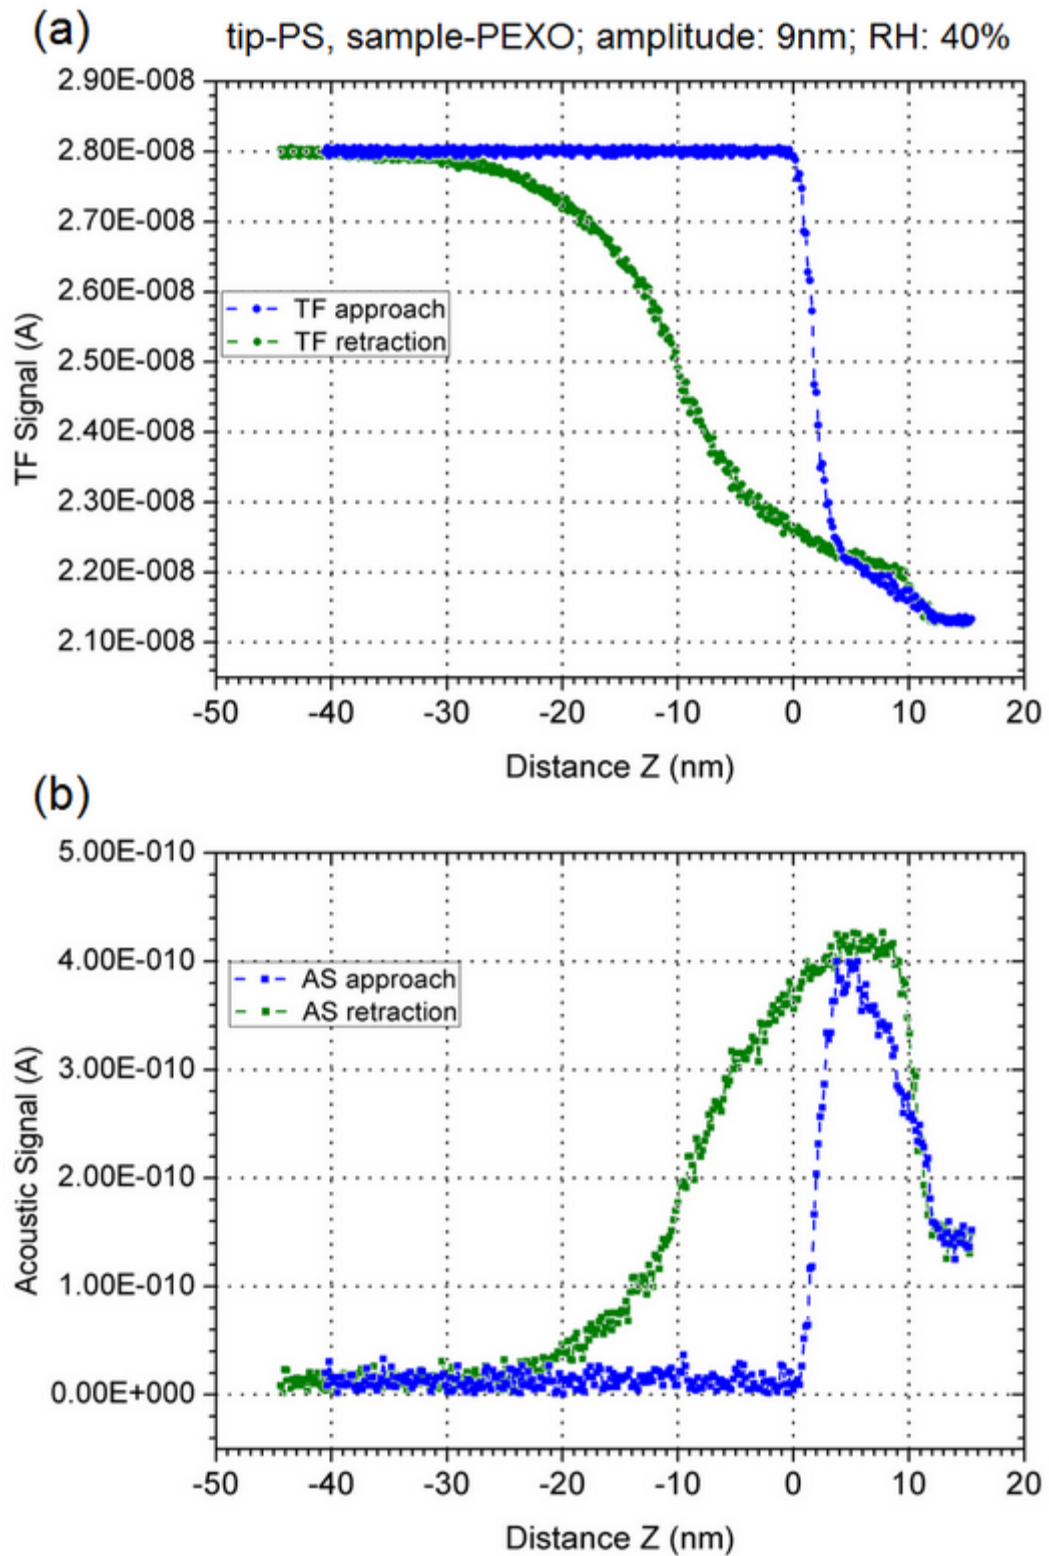 (a)
tip-PS, sample-PEXO; amplitude: 9nm; RH: 40%
2.90E-008
2.80E-008
2.70E-008
2.60E-008
2.50E-008
2.40E-008
2.30E-008
2.20E-008
2.10E-008
TF Signal (A)
TF approach
TF retraction
-50 -40 -30 -20 -10 0 10 20
Distance Z (nm)
(b)
5.00E-010
4.00E-010
3.00E-010
2.00E-010
1.00E-010
0.00E+000
Acoustic Signal (A)
AS approach
AS retraction
-50 -40 -30 -20 -10 0 10 20
Distance Z (nm)